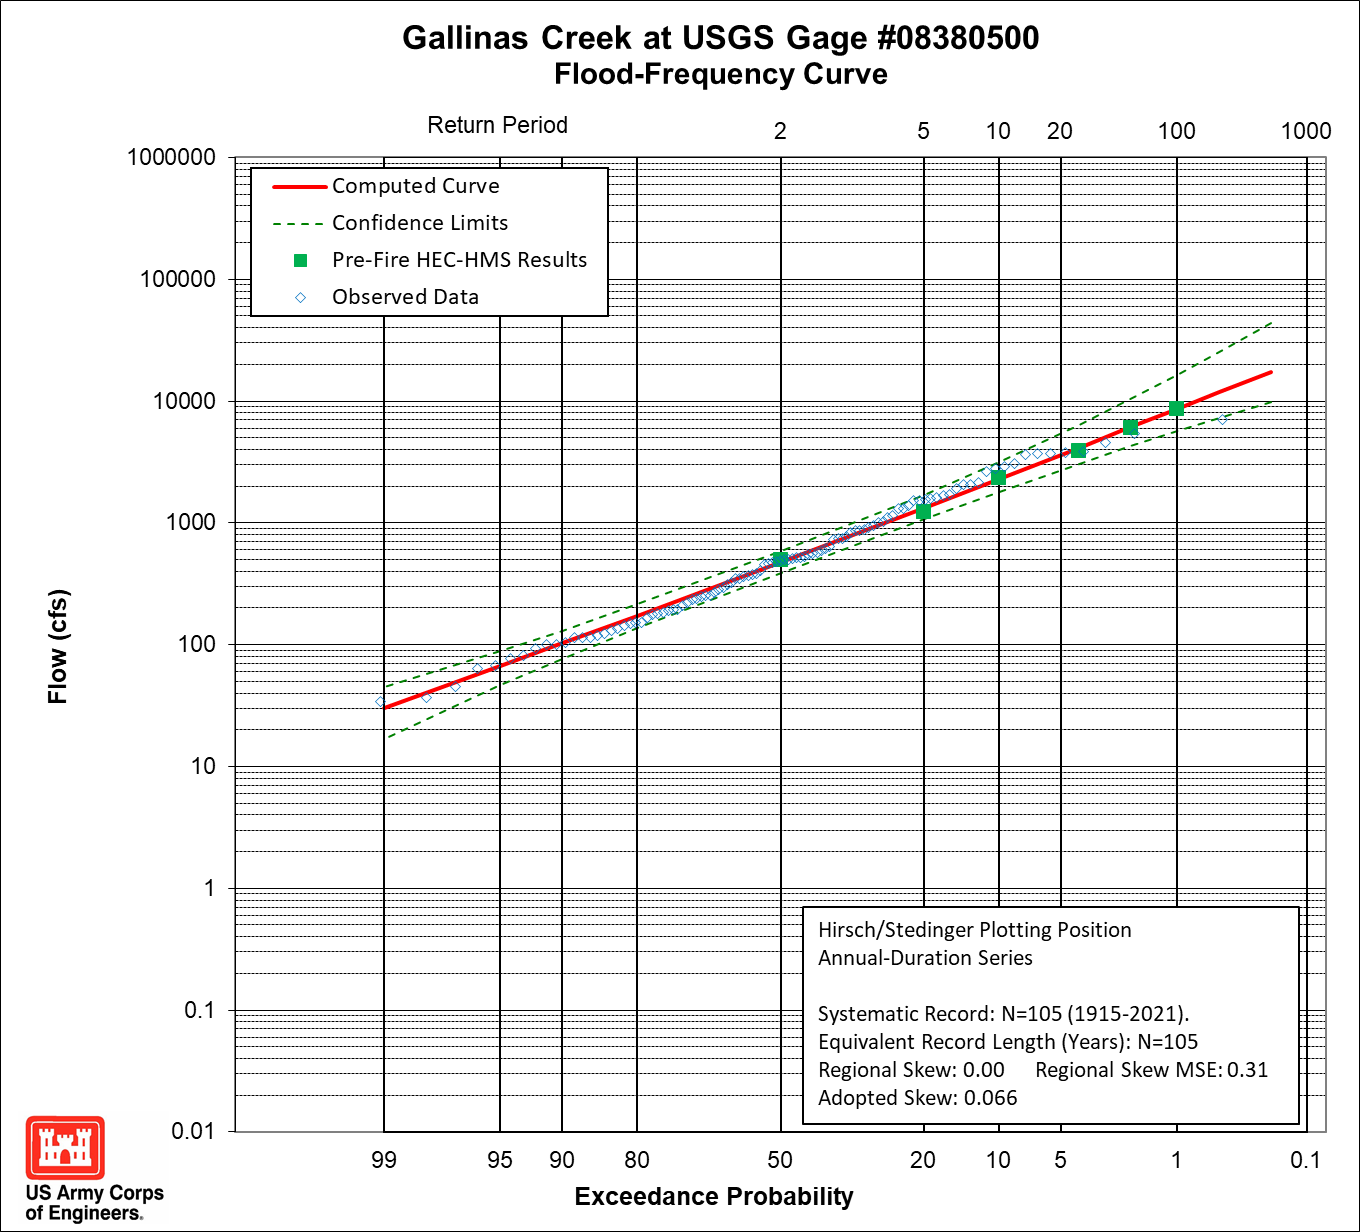 Gallinas Creek at USGS Gage #08380500
Flood-Frequency Curve
Return Period 2 5 10 20 100 1000
1000000
100000
10000
1000
100
10
1
0.1
0.01
Flow (cfs)
Computed Curve
Confidence Limits
Pre-Fire HEC-HMS Results
Observed Data
Hirsch/Stedinger Plotting Position
Annual-Duration Series
Systematic Record: N=105 (1915-2021).
Equivalent Record Length (Years): N=105
Regional Skew: 0.00 Regional Skew MSE: 0.31
Adopted Skew: 0.066
99 95 90 80 50 20 10 5 1 0.1
Exceedance Probability
US Army Corps
of Engineers.